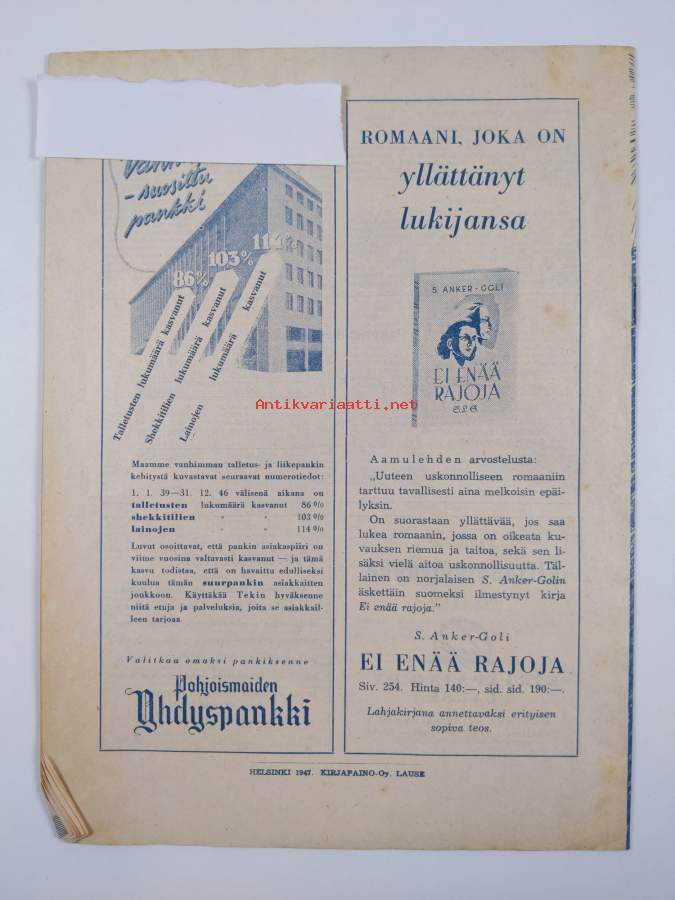 - suosittu
pankki
86%
103%
114%
Talletusten lukumäärä kasvanut
Shekkitilien lukumäärä kasvanut
Lainojen lukumäärä kasvanut
Maamme vanhimman talletus- ja liikepankin
kehitystä kuvastavat seuraavat numerotiedot:
1. 1. 39—31. 12. 46 välisenä aikana on
talletusten lukumäärä kasvanut 86 %
shekkitilien " " 103 %
lainojen " " 114 %
Luvut osoittavat, että pankin asiakaspiiri on
viime vuosina valtavasti kasvanut — ja tämä
kasvu todistaa, että on havaittu edulliseksi
kuulua tämän suurpankin asiakkaitten
joukkoon. Käyttäkää Tekin hyväksenne
niitä etuja ja palveluksia, joita se asiakkail-
leen tarjoaa.
Valitkaa omaksi pankiksenne
Pohjoismaiden
Yhdyspankki
ROMAANI, JOKA ON
yllättänyt
lukijansa
S. ANKER-GOLI
EI ENÄÄ
RAJOJA
Antikvariaatti.net
Aamulehden arvostelusta:
„Uuteen uskonnolliseen romaaniin
tarttuu tavallisesti aina melkoisin epäi-
lyksin.
On suorastaan yllättävää, jos saa
lukea romaanin, jossa on oikeata ku-
vauksen riemua ja taitoa, sekä sen li-
säksi vielä aitoa uskonnollisuutta. Täl-
lainen on norjalaisen S. Anker-Golin
äskettäin suomeksi ilmestynyt kirja
Ei enää rajoja."
S. Anker-Goli
EI ENÄÄ RAJOJA
Siv. 254. Hinta 140:—, sid. sid. 190:—.
Lahjakirjana annettavaksi erityisen
sopiva teos.
HELSINKI 1947. KIRJAPAINO-Oy. LAUSE